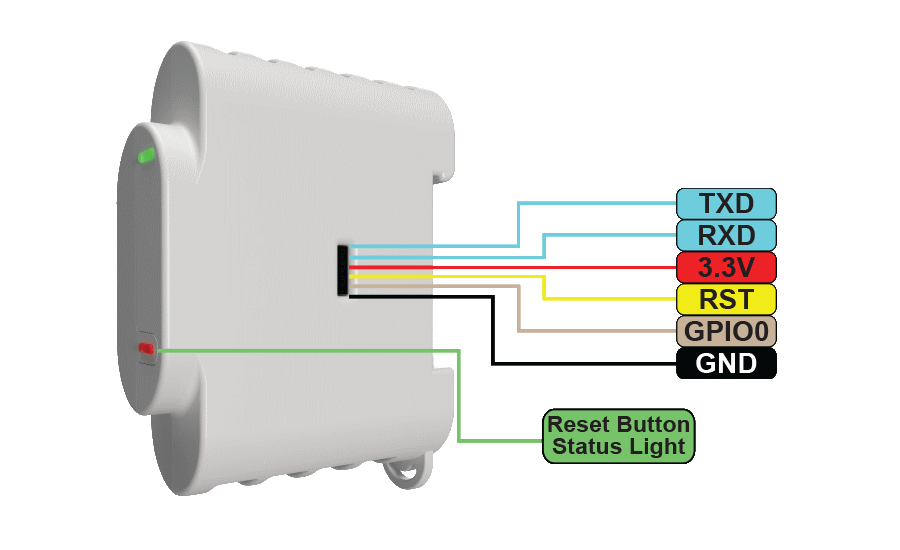 TXD
RXD
3.3V
RST
GPIO0
GND
Reset Button
Status Light